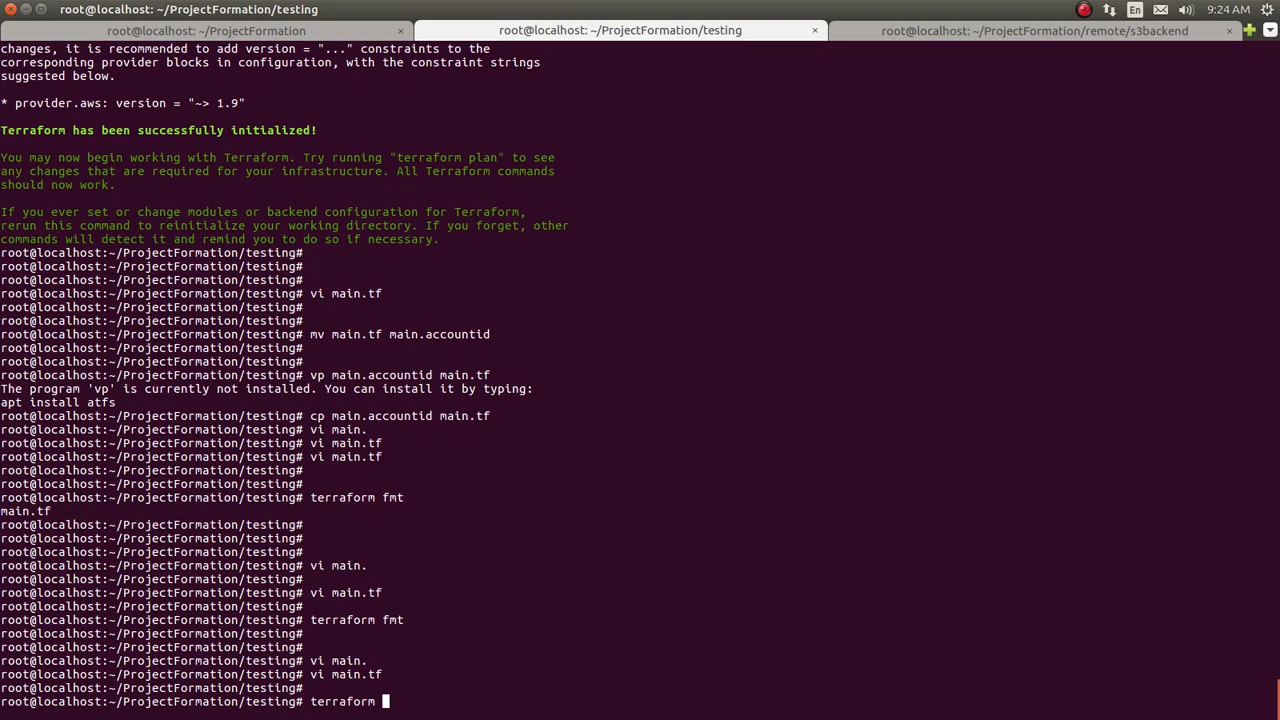 root@localhost: ~/ProjectFormation/testing
En
9:24 AM
root@localhost: ~/ProjectFormation
root@localhost: ~/ProjectFormation/testing
root@localhost: ~/ProjectFormation/remote/s3backend
changes, it is recommended to add version = "..." constraints to the
corresponding provider blocks in configuration, with the constraint strings
suggested below.
* provider.aws: version = "~> 1.9"
Terraform has been successfully initialized!
You may now begin working with Terraform. Try running "terraform plan" to see
any changes that are required for your infrastructure. All Terraform commands
should now work.
If you ever set or change modules or backend configuration for Terraform,
rerun this command to reinitialize your working directory. If you forget, other
commands will detect it and remind you to do so if necessary.
root@localhost:~/ProjectFormation/testing#
root@localhost:~/ProjectFormation/testing#
root@localhost:~/ProjectFormation/testing#
root@localhost:~/ProjectFormation/testing# vi main.tf
root@localhost:~/ProjectFormation/testing#
root@localhost:~/ProjectFormation/testing#
root@localhost:~/ProjectFormation/testing# mv main.tf main.accountid
root@localhost:~/ProjectFormation/testing#
root@localhost:~/ProjectFormation/testing#
root@localhost:~/ProjectFormation/testing# vp main.accountid main.tf
The program 'vp' is currently not installed. You can install it by typing:
apt install atfs
root@localhost:~/ProjectFormation/testing# cp main.accountid main.tf
root@localhost:~/ProjectFormation/testing# vi main.
root@localhost:~/ProjectFormation/testing# vi main.tf
root@localhost:~/ProjectFormation/testing# vi main.tf
root@localhost:~/ProjectFormation/testing#
root@localhost:~/ProjectFormation/testing#
root@localhost:~/ProjectFormation/testing# terraform fmt
main.tf
root@localhost:~/ProjectFormation/testing#
root@localhost:~/ProjectFormation/testing#
root@localhost:~/ProjectFormation/testing#
root@localhost:~/ProjectFormation/testing# vi main.
root@localhost:~/ProjectFormation/testing#
root@localhost:~/ProjectFormation/testing# vi main.tf
root@localhost:~/ProjectFormation/testing#
root@localhost:~/ProjectFormation/testing# terraform fmt
root@localhost:~/ProjectFormation/testing#
root@localhost:~/ProjectFormation/testing#
root@localhost:~/ProjectFormation/testing# vi main.
root@localhost:~/ProjectFormation/testing# vi main.tf
root@localhost:~/ProjectFormation/testing#
root@localhost:~/ProjectFormation/testing# terraform